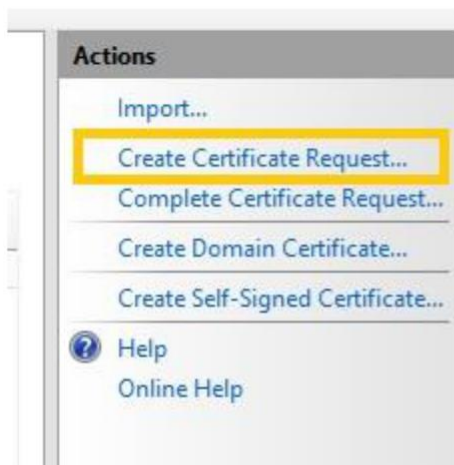 Actions
Import...
Create Certificate Request...
Complete Certificate Request...
Create Domain Certificate...
Create Self-Signed Certificate...
Help
Online Help